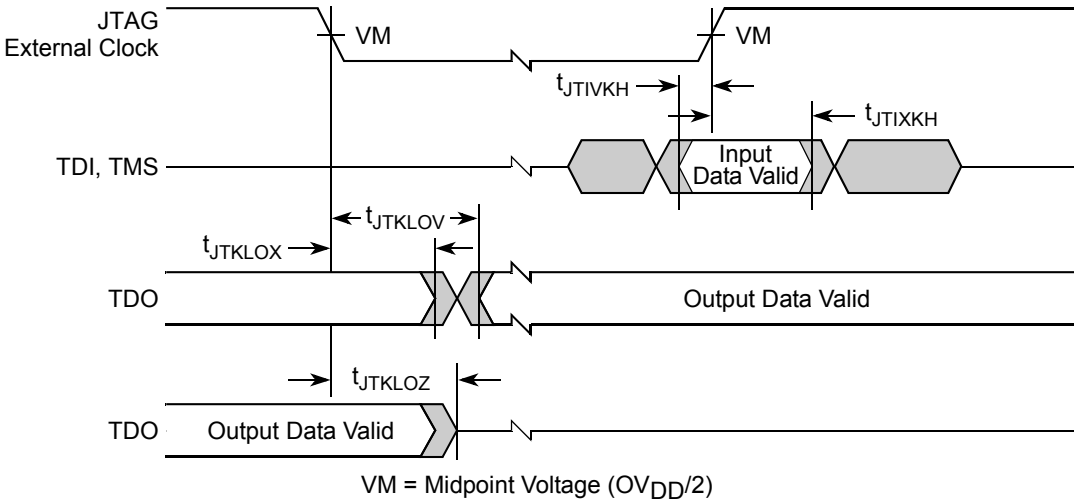 JTAG
External Clock
VM
VM
tJTIVKH
tJTIXKH
TDI, TMS
Input
Data Valid
tJTKLOV
tJTKLOX
TDO
Output Data Valid
tJTKLOZ
TDO
Output Data Valid
VM = Midpoint Voltage (OVDD/2)